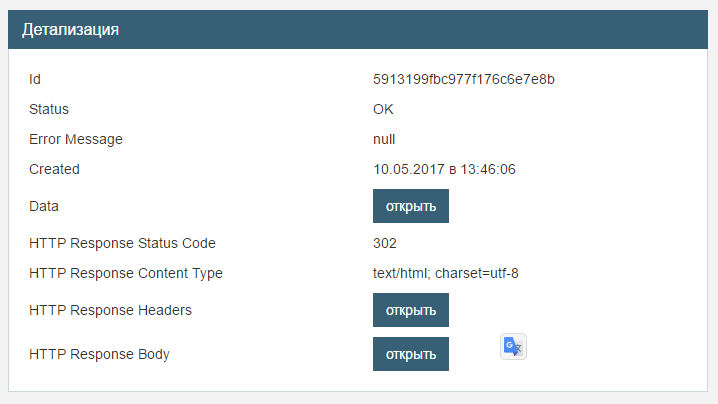 Детализация
Id 5913199fbc977f176c6e7e8b
Status OK
Error Message null
Created 10.05.2017 в 13:46:06
Data открыть
HTTP Response Status Code 302
HTTP Response Content Type text/html; charset=utf-8
HTTP Response Headers открыть
HTTP Response Body открыть